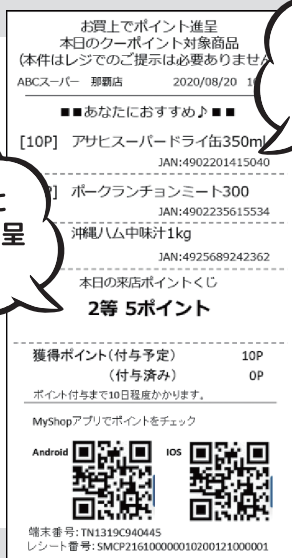 お買上でポイント進呈
本日のクーポイント対象商品
(本件はレジでのご提示は必要ありません
ABCスーパー 那覇店 2020/08/20
■■あなたにおすすめ♪■■
[10P] アサヒスーパードライ缶350ml
JAN:4902201415040
] ポークランチョンミート300
JAN:4902235615534
沖縄ハム中味汁1kg
JAN:4925689242362
と
呈
本日の来店ポイントくじ
2等 5ポイント
獲得ポイント(付与予定) 10P
(付与済み) 0P
ポイント付与まで10日程度かかります。
MyShopアプリでポイントをチェック
Android IOS
端末番号:TN1319C940445
レシート番号:SMCP21610000001020012100001